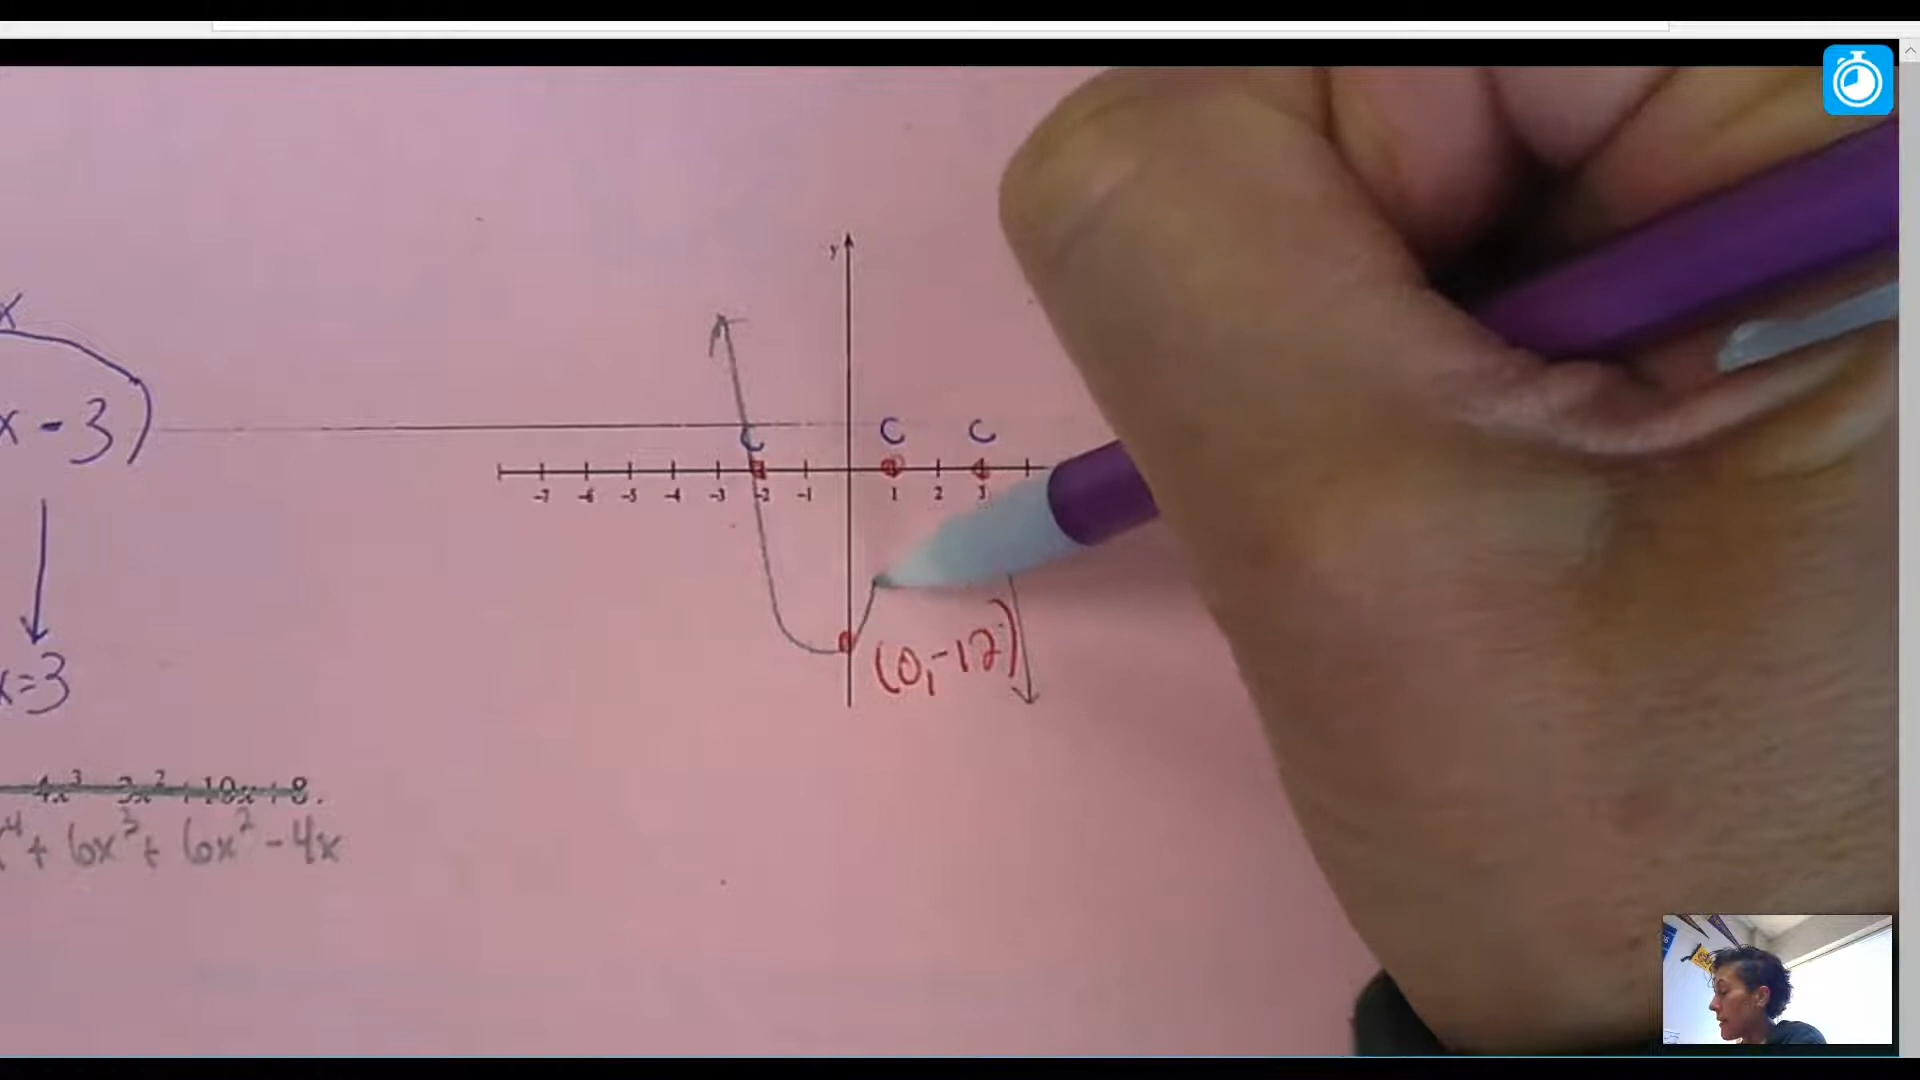 x
x - 3)
x=3
4x³ 3x² + 10x + 8.
x⁴ + 6x³ + 6x² - 4x
y
C C C
-7 -6 -5 -4 -3 -2 -1 1 2 3
(0,-12)